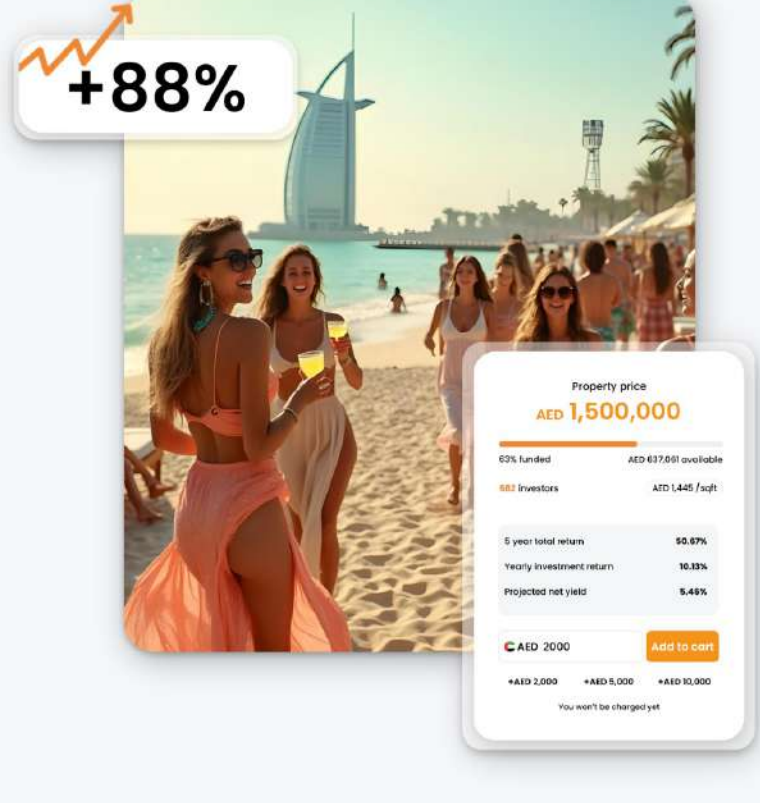 +88%
Property price
AED 1,500,000
63% funded AED 637,061 available
682 investors AED 1,445 /sqft
5 year total return 50.67%
Yearly investment return 10.13%
Projected net yield 5.46%
AED 2000 Add to cart
+AED 2,000 +AED 5,000 +AED 10,000
You won't be charged yet